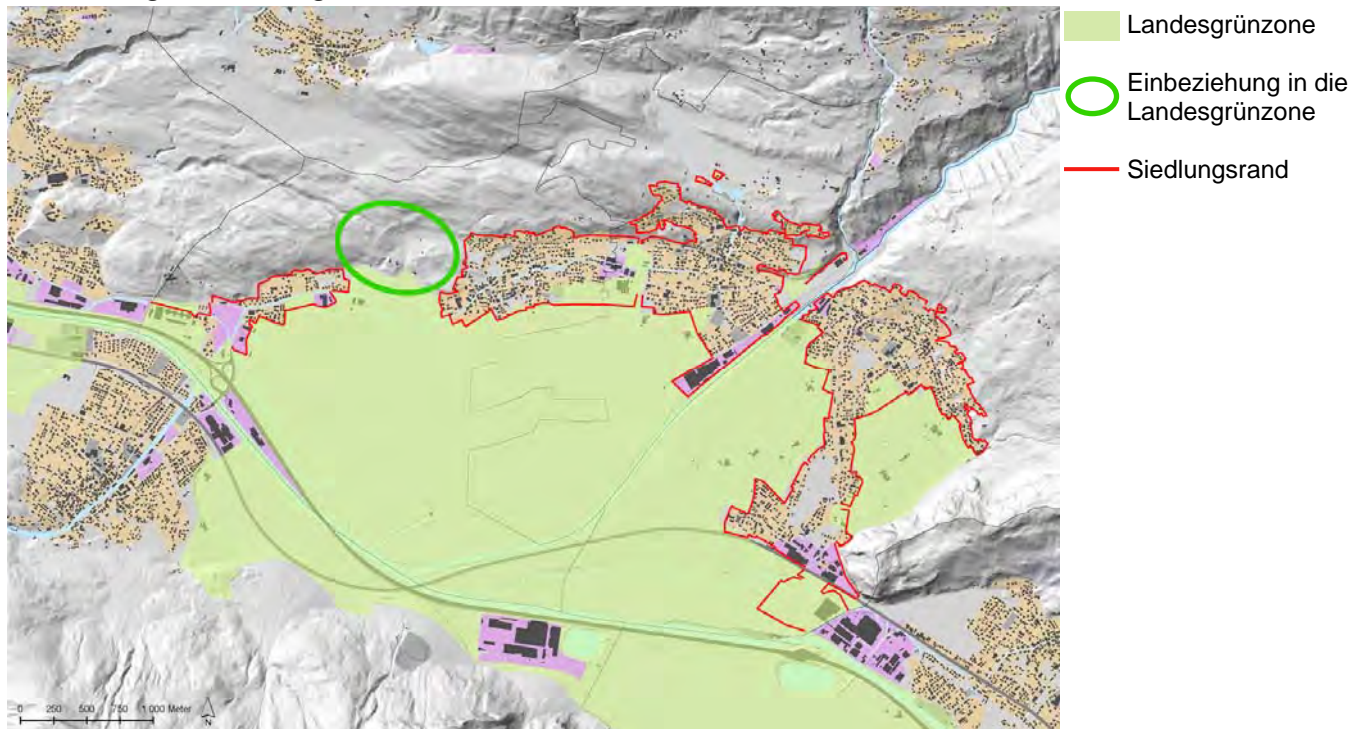 Landesgrünzone
Einbeziehung in die
Landesgrünzone
Siedlungsrand
0 250 500 750 1 000 Meter
N